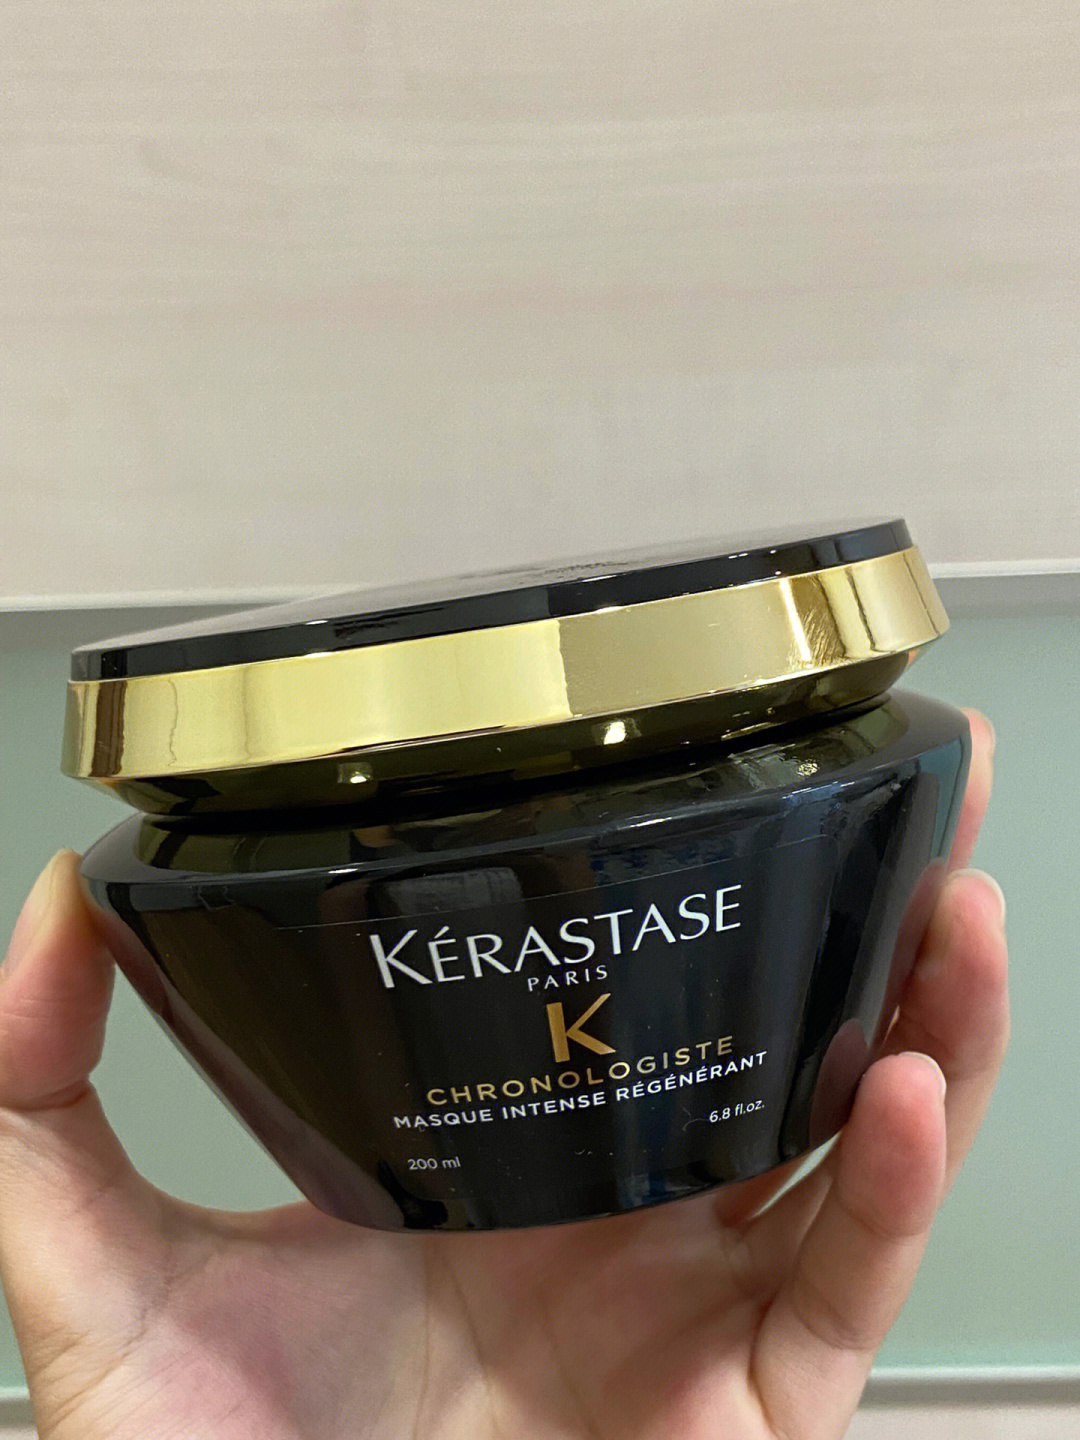 KÉRASTASE
PARIS
K
CHRONOLOGISTE
MASQUE INTENSE RÉGÉNÉRANT
200 ml
6.8 fl.oz.